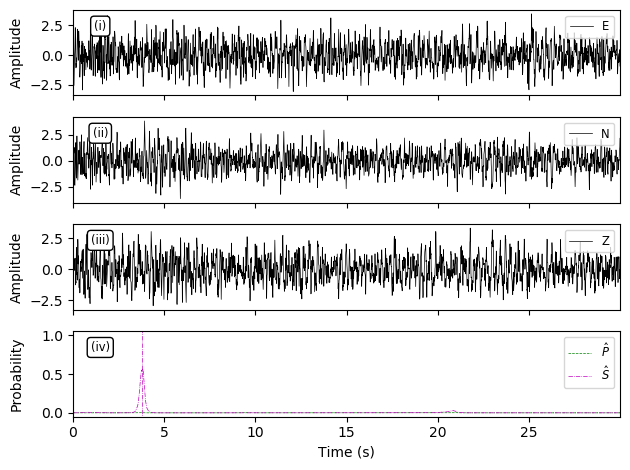 (i)
E
Amplitude
2.5
0.0
−2.5
(ii)
N
Amplitude
2.5
0.0
−2.5
(iii)
Z
Amplitude
2.5
0.0
−2.5
(iv)
P̂
Ŝ
Probability
1.0
0.5
0.0
0 5 10 15 20 25
Time (s)